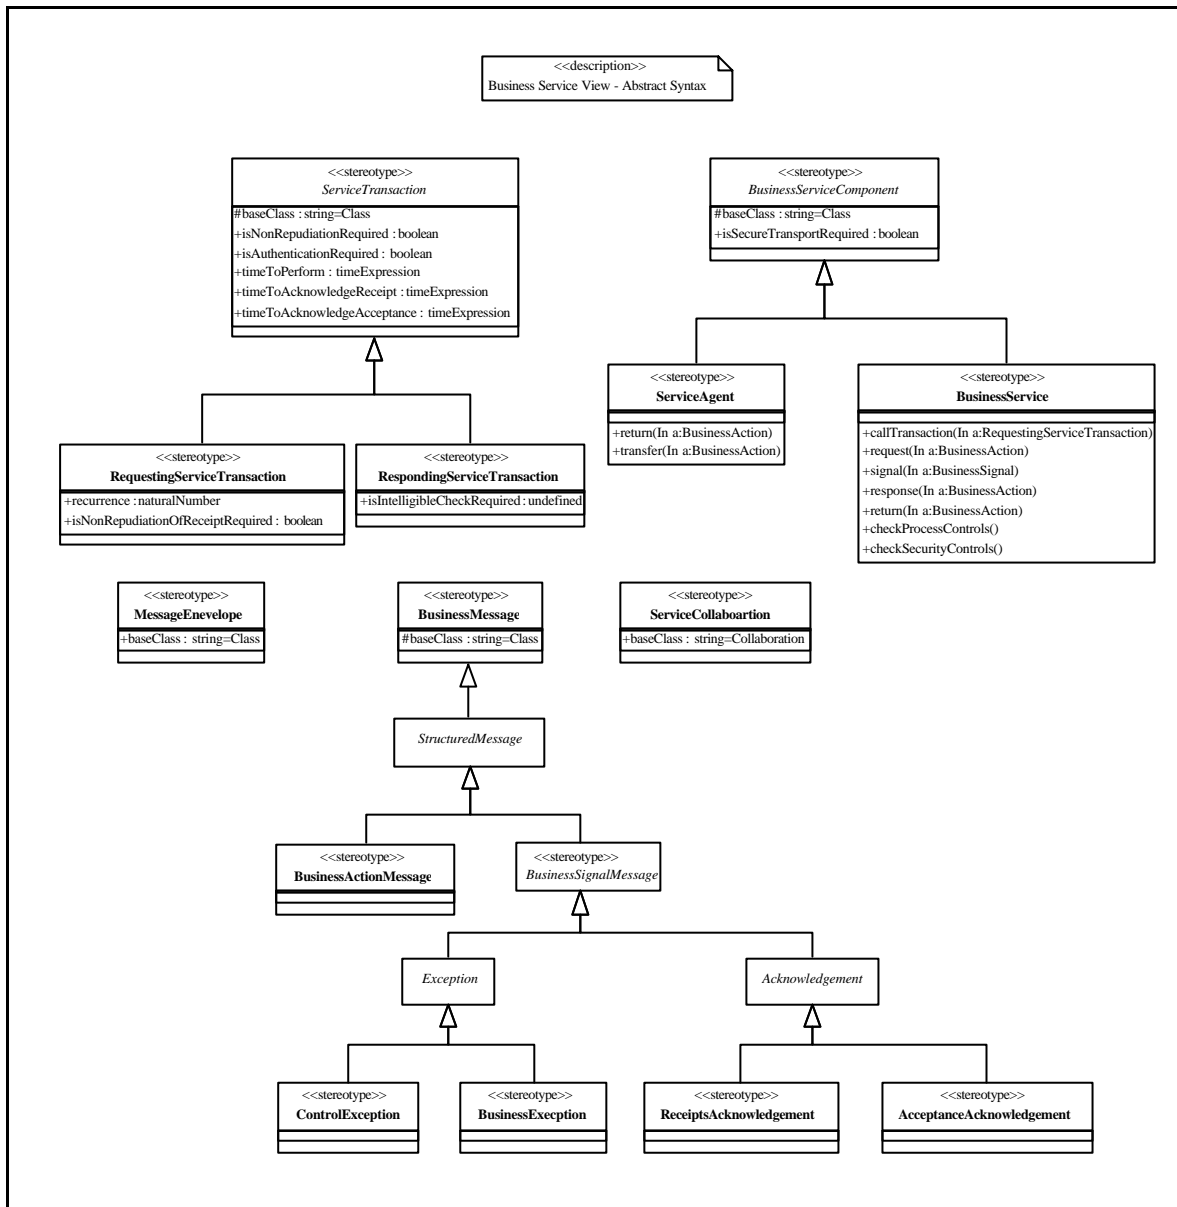 <<description>>
Business Service View - Abstract Syntax
<<stereotype>>
ServiceTransaction
#baseClass : string=Class
+isNonRepudiationRequired : boolean
+isAuthenticationRequired : boolean
+timeToPerform : timeExpression
+timeToAcknowledgeReceipt : timeExpression
+timeToAcknowledgeAcceptance : timeExpression
<<stereotype>>
BusinessServiceComponent
#baseClass : string=Class
+isSecureTransportRequired : boolean
<<stereotype>>
ServiceAgent
+return(In a:BusinessAction)
+transfer(In a:BusinessAction)
<<stereotype>>
BusinessService
+callTransaction(In a:RequestingServiceTransaction)
+request(In a:BusinessAction)
+signal(In a:BusinessSignal)
+response(In a:BusinessAction)
+return(In a:BusinessAction)
+checkProcessControls()
+checkSecurityControls()
<<stereotype>>
RequestingServiceTransaction
+recurrence : naturalNumber
+isNonRepudiationOfReceiptRequired : boolean
<<stereotype>>
RespondingServiceTransaction
+isIntelligibleCheckRequired : undefined
<<stereotype>>
MessageEnevelope
+baseClass : string=Class
<<stereotype>>
BusinessMessage
#baseClass : string=Class
<<stereotype>>
ServiceCollaboartion
+baseClass : string=Collaboration
StructuredMessage
<<stereotype>>
BusinessActionMessage
<<stereotype>>
BusinessSignalMessage
Exception
Acknowledgement
<<stereotype>>
ControlException
<<stereotype>>
BusinessExecption
<<stereotype>>
ReceiptsAcknowledgement
<<stereotype>>
AcceptanceAcknowledgement